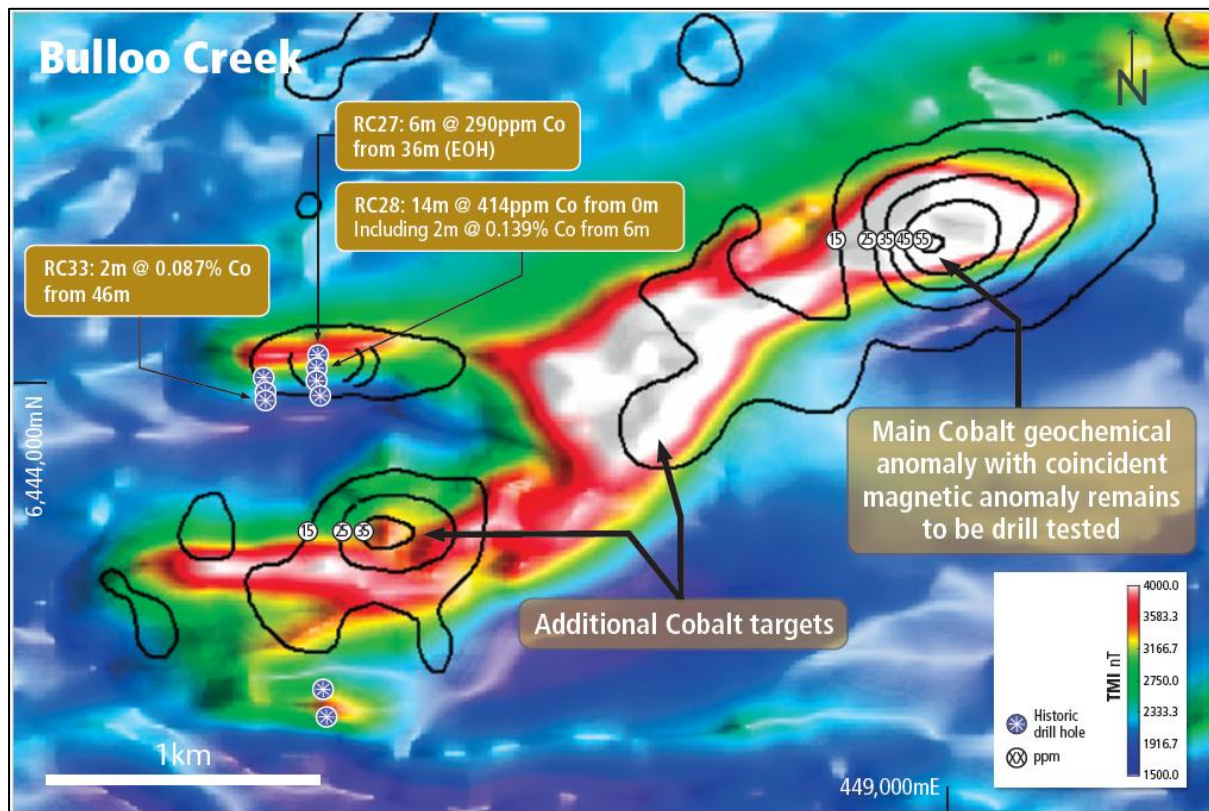 Bulloo Creek
N
RC27: 6m @ 290ppm Co
from 36m (EOH)
RC28: 14m @ 414ppm Co from 0m
Including 2m @ 0.139% Co from 6m
RC33: 2m @ 0.087% Co
from 46m
15 25 35 45 55
6,444,000mN
Main Cobalt geochemical
anomaly with coincident
magnetic anomaly remains
to be drill tested
15 25 35
Additional Cobalt targets
1km
449,000mE
TMI nT
4000.0
3583.3
3166.7
2750.0
2333.3
1916.7
1500.0
Historic
drill hole
XX ppm